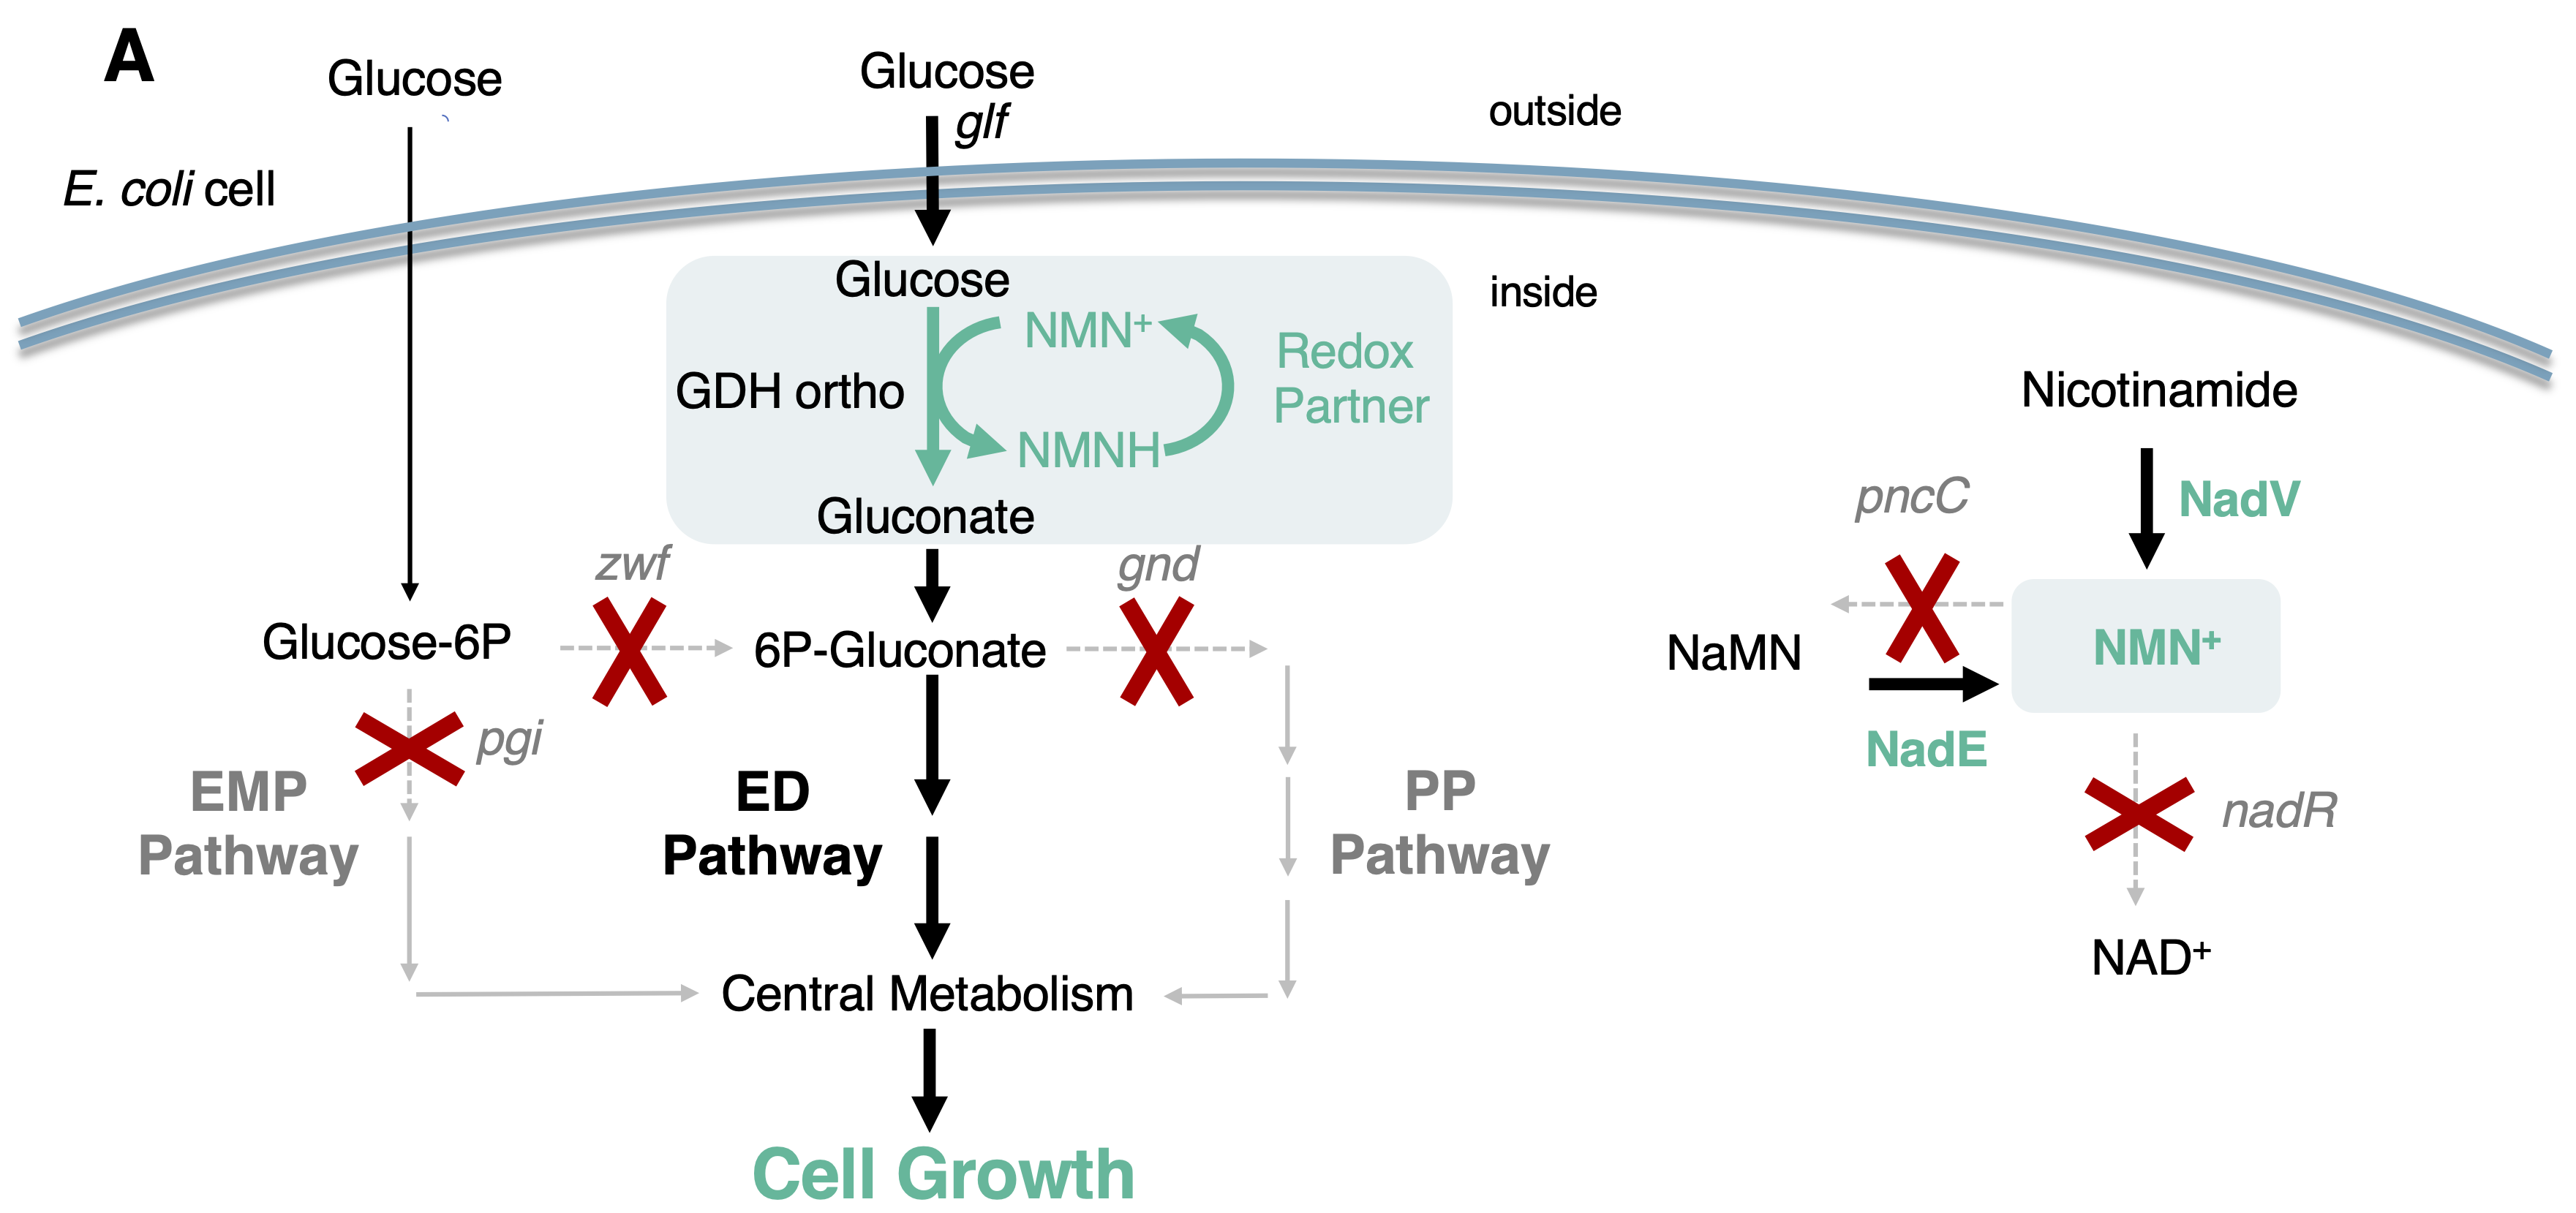 A
Glucose
Glucose
glf
outside
E. coli cell
Glucose
inside
NMN⁺
Redox
Partner
GDH ortho
NMNH
Gluconate
Nicotinamide
pncC
NadV
zwf
gnd
Glucose-6P
6P-Gluconate
NaMN
NMN⁺
pgi
NadE
EMP
Pathway
ED
Pathway
PP
Pathway
nadR
NAD⁺
Central Metabolism
Cell Growth